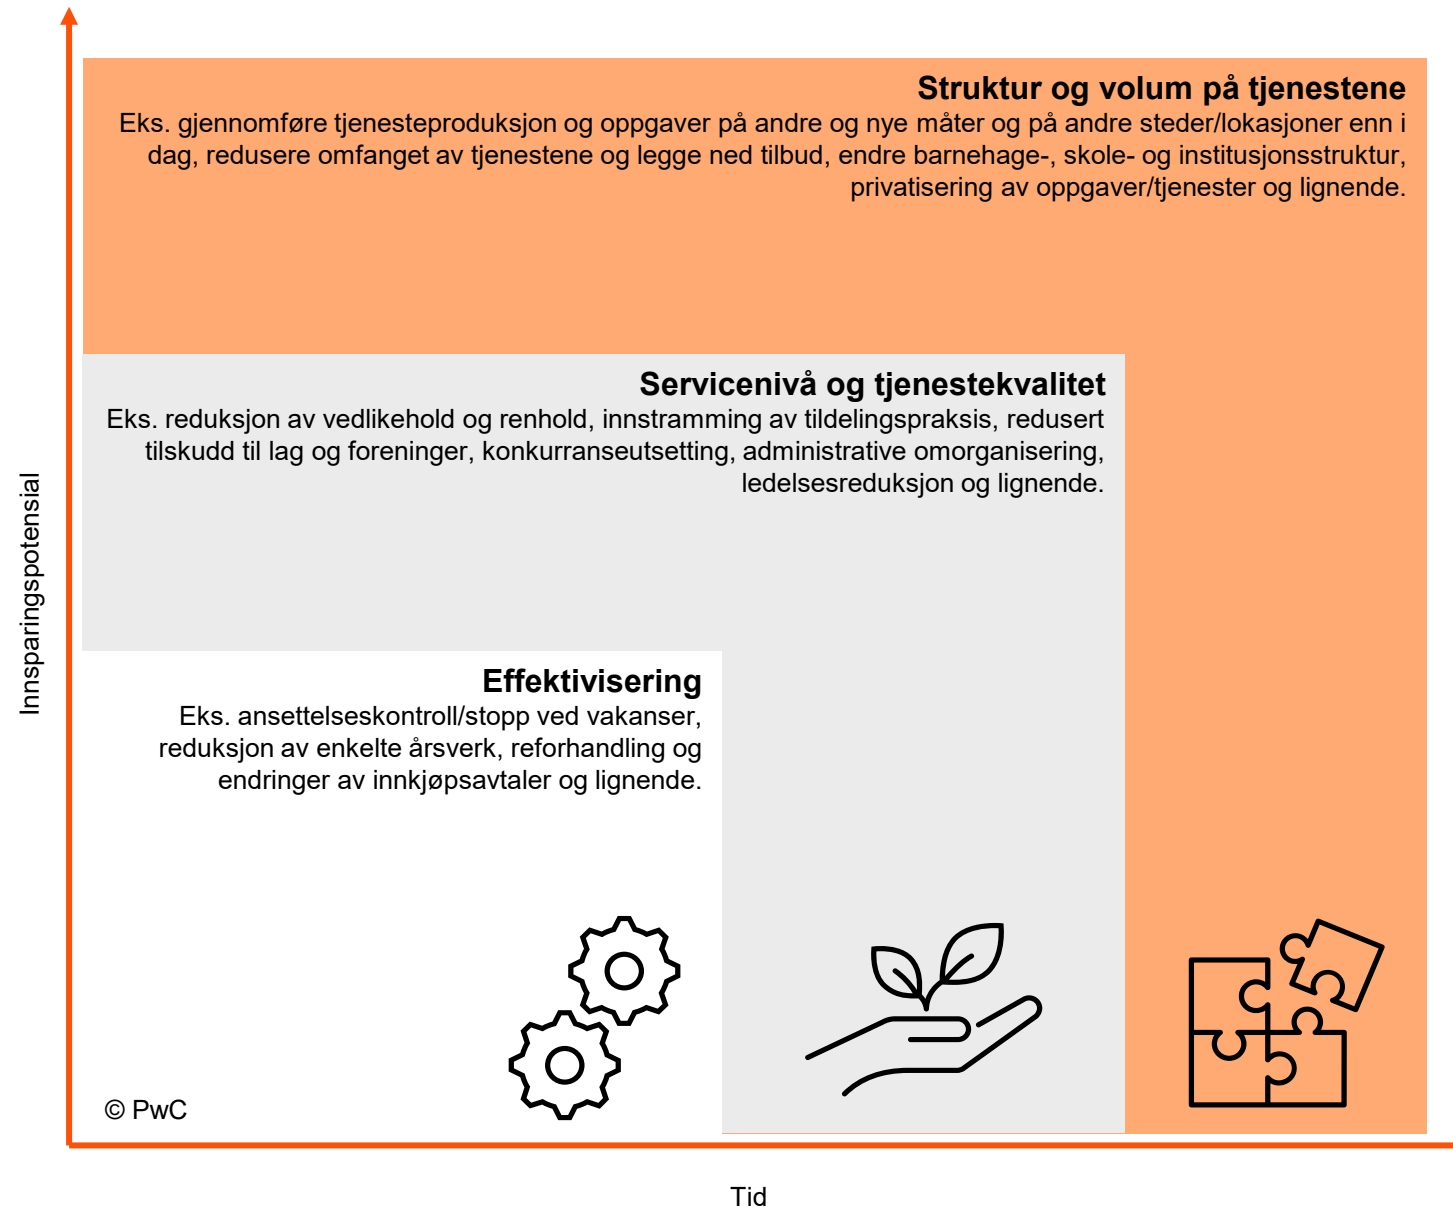 Struktur og volum på tjenestene
Eks. gjennomføre tjenesteproduksjon og oppgaver på andre og nye måter og på andre steder/lokasjoner enn i
dag, redusere omfanget av tjenestene og legge ned tilbud, endre barnehage-, skole- og institusjonsstruktur,
privatisering av oppgaver/tjenester og lignende.
Servicenivå og tjenestekvalitet
Eks. reduksjon av vedlikehold og renhold, innstramming av tildelingspraksis, redusert
tilskudd til lag og foreninger, konkurranseutsetting, administrative omorganisering,
ledelsesreduksjon og lignende.
Innsparingspotensial
Effektivisering
Eks. ansettelseskontroll/stopp ved vakanser,
reduksjon av enkelte årsverk, reforhandling og
endringer av innkjøpsavtaler og lignende.
© PwC
Tid